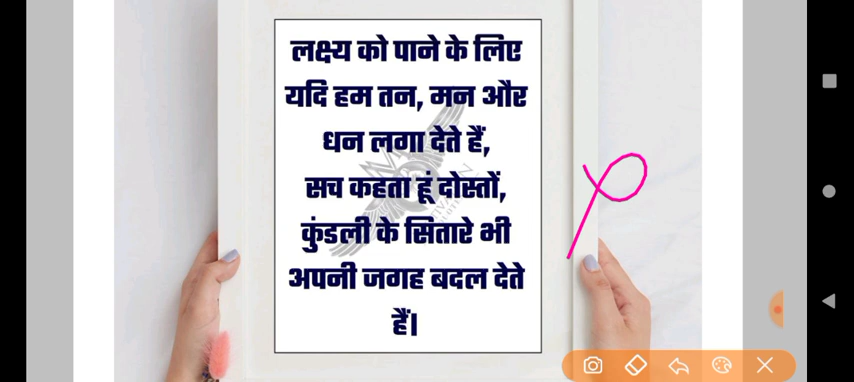 लक्ष्य को पाने के लिए
यदि हम तन, मन और
धन लगा देते हैं,
सच कहता हूं दोस्तों,
कुंडली के सितारे भी
अपनी जगह बदल देते
हैं।